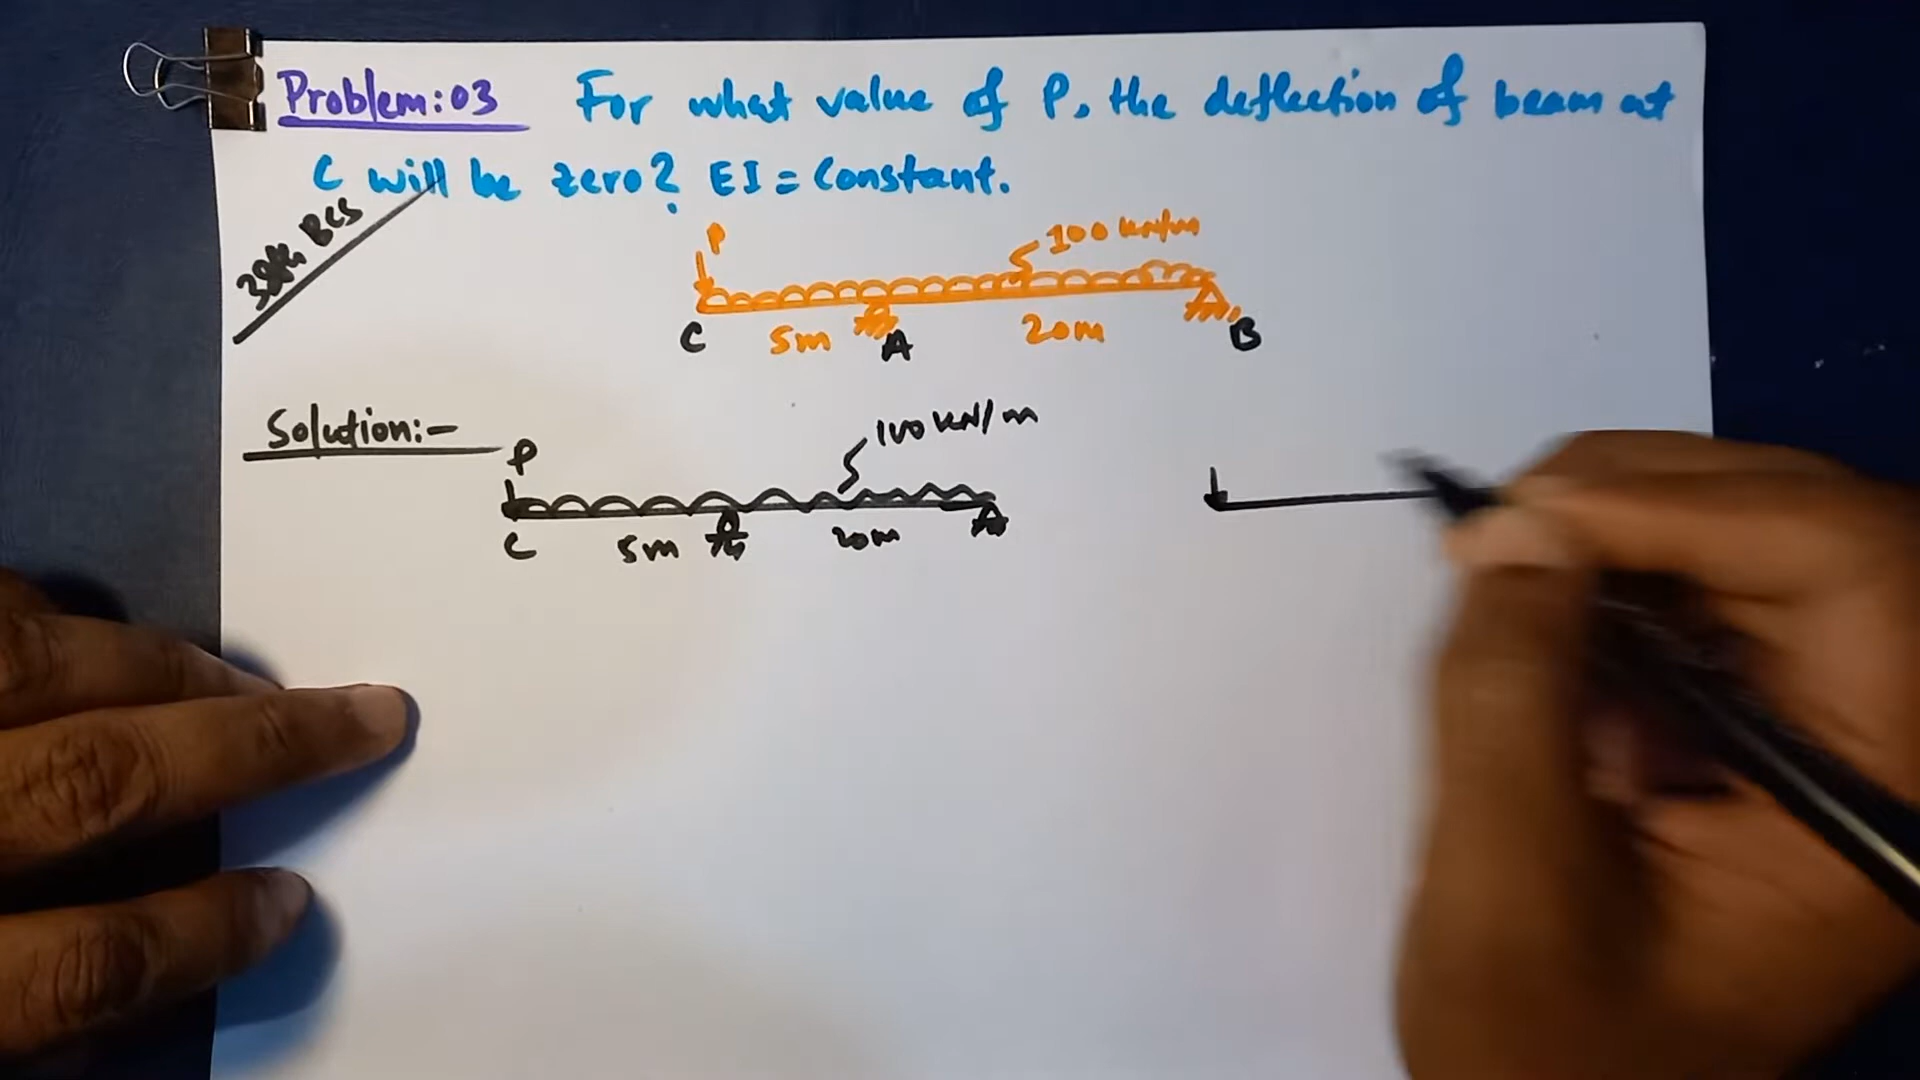 Problem:03 For what value of P, the deflection of beam at
C will be zero? EI = Constant.
38th BCS
P
100 kN/m
C 5m A 20m B
Solution:-
P
100 kN/m
C 5m 20m